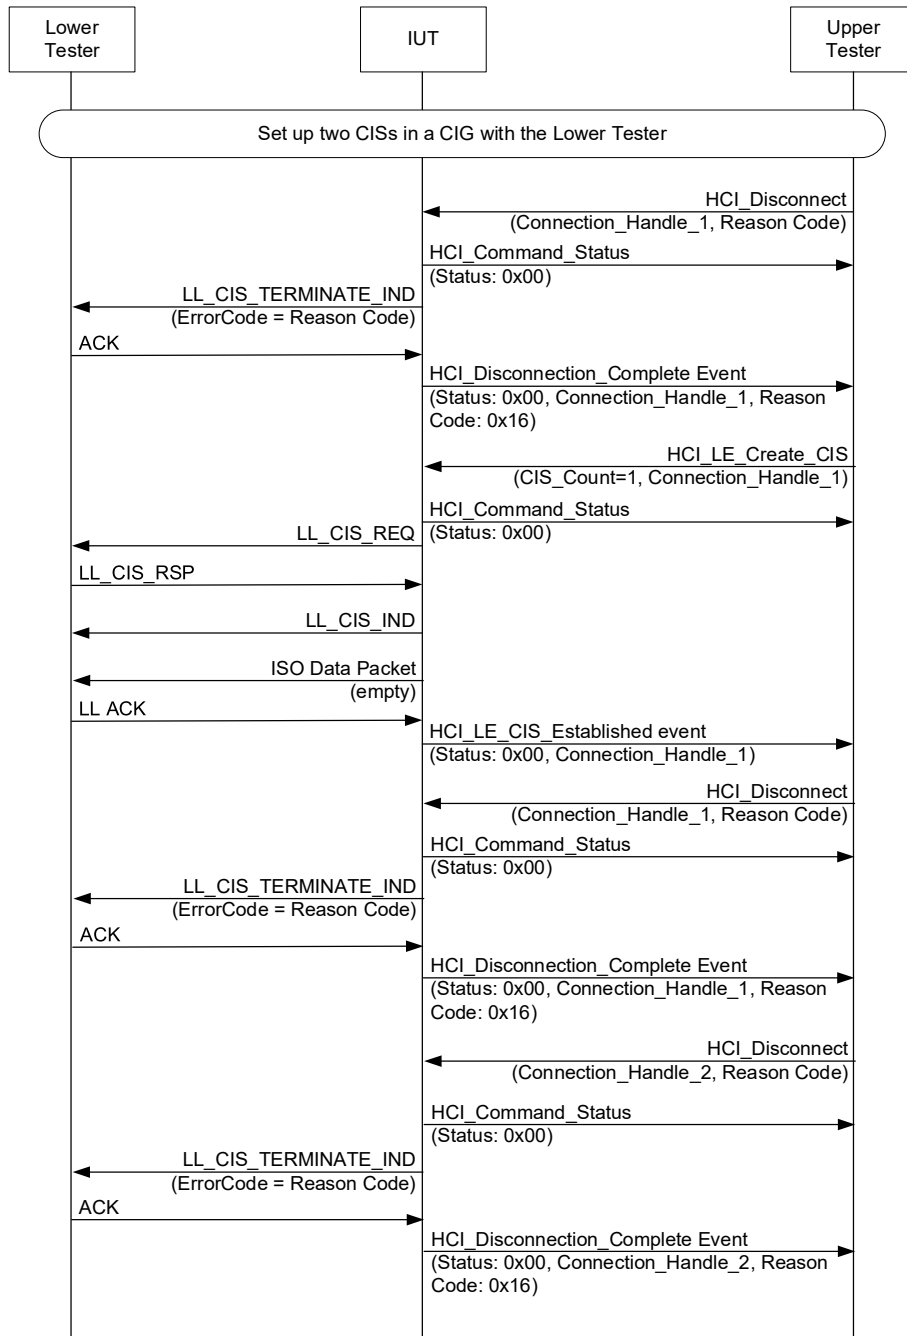 Lower
Tester
IUT
Upper
Tester
Set up two CISs in a CIG with the Lower Tester
HCI_Disconnect
(Connection_Handle_1, Reason Code)
HCI_Command_Status
(Status: 0x00)
LL_CIS_TERMINATE_IND
(ErrorCode = Reason Code)
ACK
HCI_Disconnection_Complete Event
(Status: 0x00, Connection_Handle_1, Reason
Code: 0x16)
HCI_LE_Create_CIS
(CIS_Count=1, Connection_Handle_1)
HCI_Command_Status
(Status: 0x00)
LL_CIS_REQ
LL_CIS_RSP
LL_CIS_IND
ISO Data Packet
(empty)
LL ACK
HCI_LE_CIS_Established event
(Status: 0x00, Connection_Handle_1)
HCI_Disconnect
(Connection_Handle_1, Reason Code)
HCI_Command_Status
(Status: 0x00)
LL_CIS_TERMINATE_IND
(ErrorCode = Reason Code)
ACK
HCI_Disconnection_Complete Event
(Status: 0x00, Connection_Handle_1, Reason
Code: 0x16)
HCI_Disconnect
(Connection_Handle_2, Reason Code)
HCI_Command_Status
(Status: 0x00)
LL_CIS_TERMINATE_IND
(ErrorCode = Reason Code)
ACK
HCI_Disconnection_Complete Event
(Status: 0x00, Connection_Handle_2, Reason
Code: 0x16)